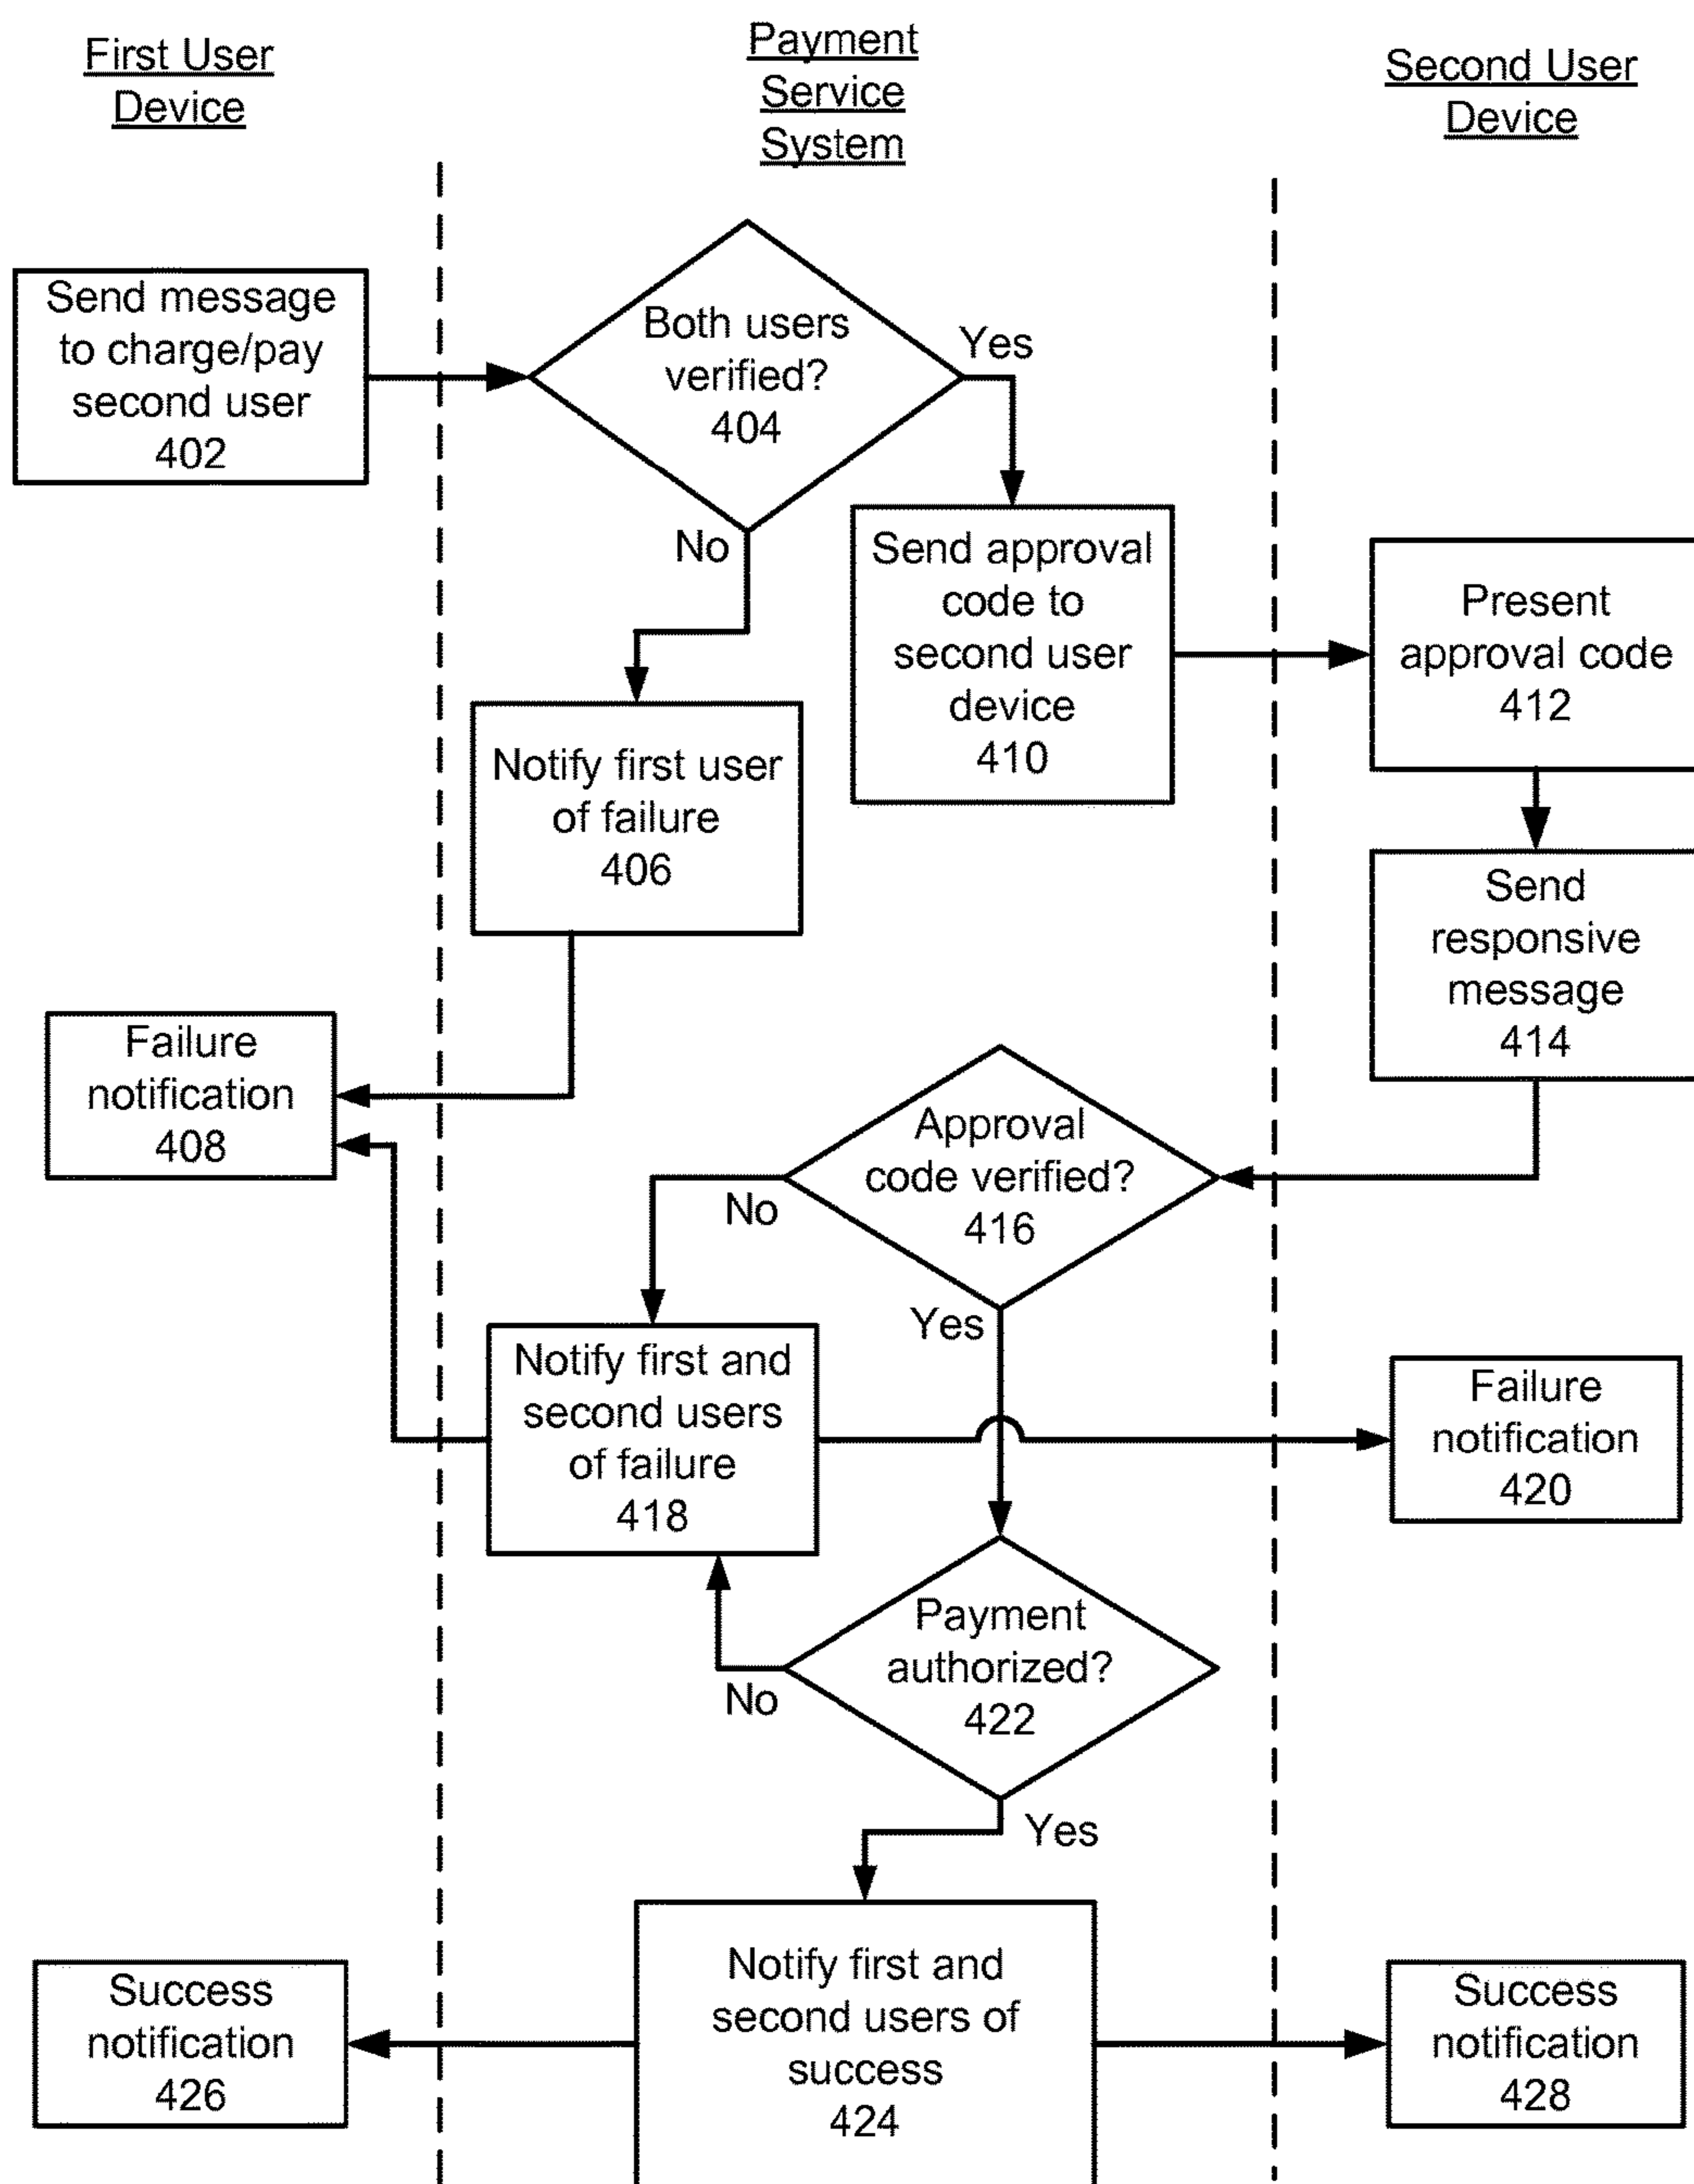 First User
Device
Payment
Service
System
Second User
Device
Send message
to charge/pay
second user
402
Both users
verified?
404
Yes
No
Send approval
code to
second user
device
410
Present
approval code
412
Notify first user
of failure
406
Send
responsive
message
414
Failure
notification
408
Approval
code verified?
416
No
Yes
Notify first and
second users
of failure
418
Failure
notification
420
Payment
authorized?
422
No
Yes
Notify first and
second users of
success
424
Success
notification
426
Success
notification
428